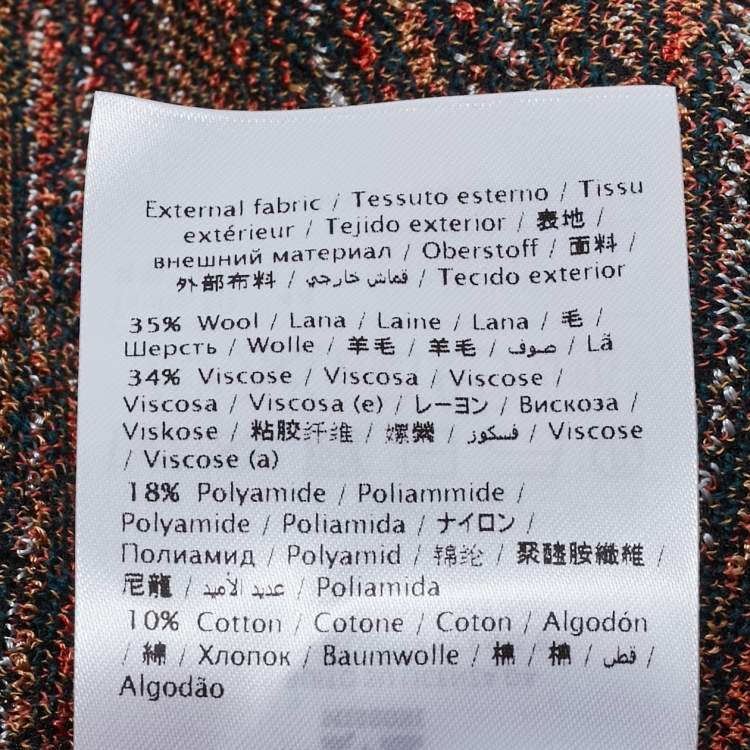 External fabric / Tessuto esterno / Tissu
extérieur / Tejido exterior / 表地 /
внешний материал / Oberstoff / 面料 /
外部布料 / قماش خارجي / Tecido exterior
35% Wool / Lana / Laine / Lana / 毛 /
Шерсть / Wolle / 羊毛 / 羊毛 / صوف / Lã
34% Viscose / Viscosa / Viscose /
Viscosa / Viscosa (e) / レーヨン / Вискоза /
Viskose / 粘胶纤维 / 嫘縈 / فسكوز / Viscose
/ Viscose (a)
18% Polyamide / Poliammide /
Polyamide / Poliamida / ナイロン /
Полиамид / Polyamid / 锦纶 / 聚醯胺纖維 /
尼龍 / عديد الأميد / Poliamida
10% Cotton / Cotone / Coton / Algodón
/ 綿 / Хлопок / Baumwolle / 棉 / 棉 / قطن /
Algodão